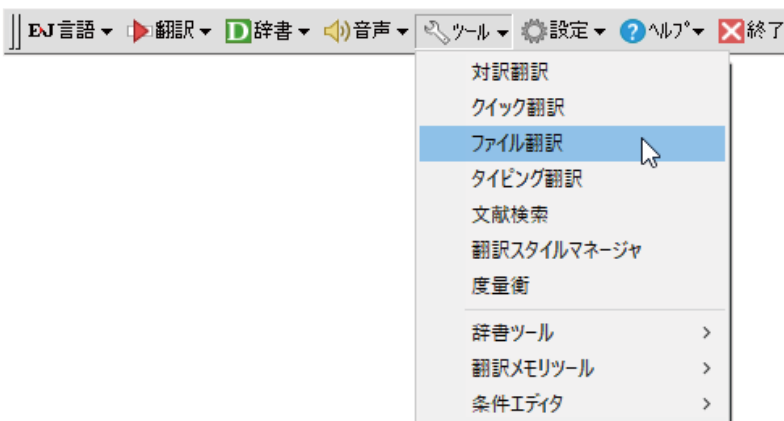 EJ 言語 翻訳 D 辞書 音声 ツール 設定 ? ヘルプ 終了
対訳翻訳
クイック翻訳
ファイル翻訳
タイピング翻訳
文献検索
翻訳スタイルマネージャ
度量衡
辞書ツール
翻訳メモリツール
条件エディタ